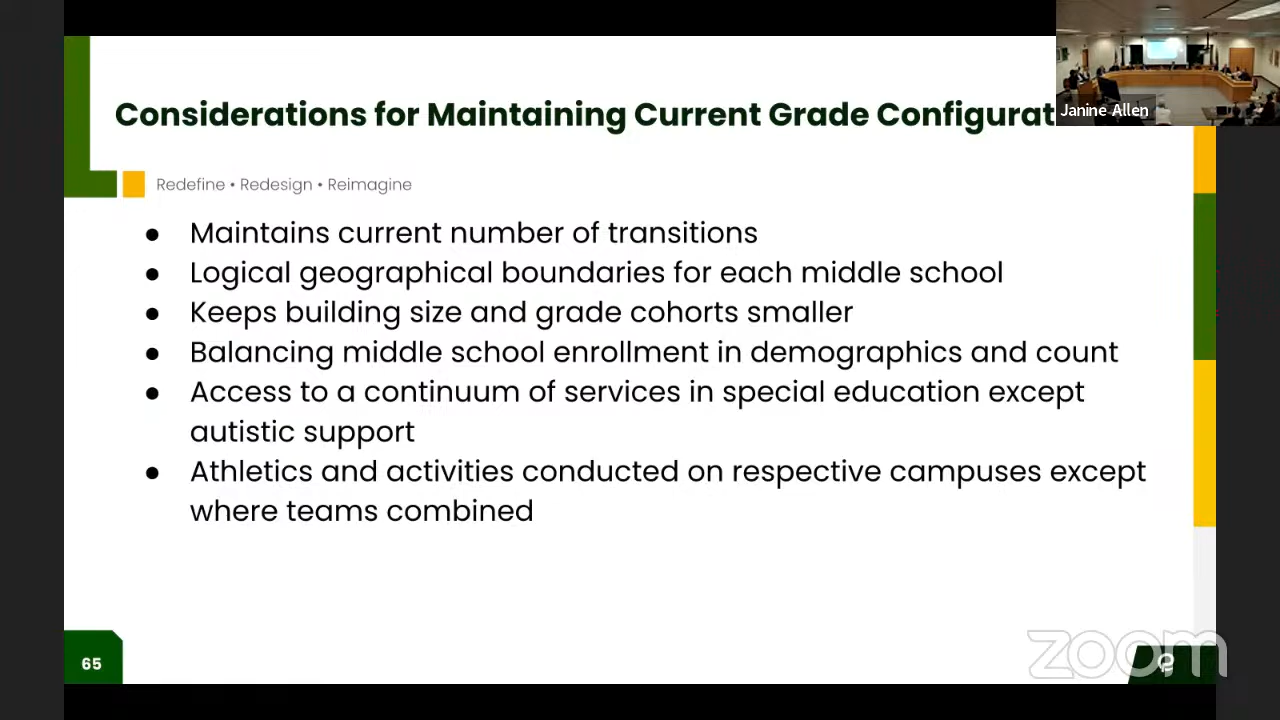 Considerations for Maintaining Current Grade Configurat
Janine Allen
Redefine • Redesign • Reimagine
● Maintains current number of transitions
● Logical geographical boundaries for each middle school
● Keeps building size and grade cohorts smaller
● Balancing middle school enrollment in demographics and count
● Access to a continuum of services in special education except
autistic support
● Athletics and activities conducted on respective campuses except
where teams combined
65
zoom